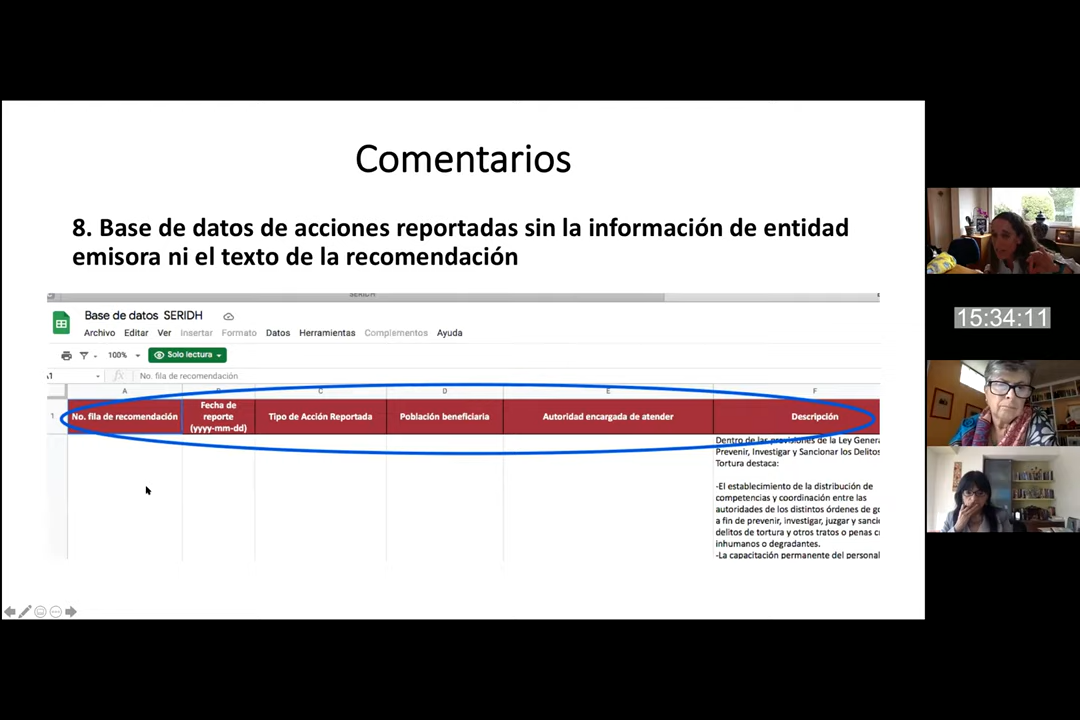 Comentarios
8. Base de datos de acciones reportadas sin la información de entidad
emisora ni el texto de la recomendación
SERIDH
Base de datos SERIDH
Archivo Editar Ver Insertar Formato Datos Herramientas Complementos Ayuda
100% Solo lectura
A1 fx No. fila de recomendación
A B C D E F
1 No. fila de recomendación
Fecha de
reporte
(yyyy-mm-dd)
Tipo de Acción Reportada
Población beneficiaria
Autoridad encargada de atender
Descripción
Dentro de las provisiones de la Ley Genera
Prevenir, Investigar y Sancionar los Delitos
Tortura destaca:
-El establecimiento de la distribución de
competencias y coordinación entre las
autoridades de los distintos órdenes de go
a fin de prevenir, investigar, juzgar y sanci
delitos de tortura y otros tratos o penas c
inhumanos o degradantes.
-La capacitación permanente del personal
15:34:11